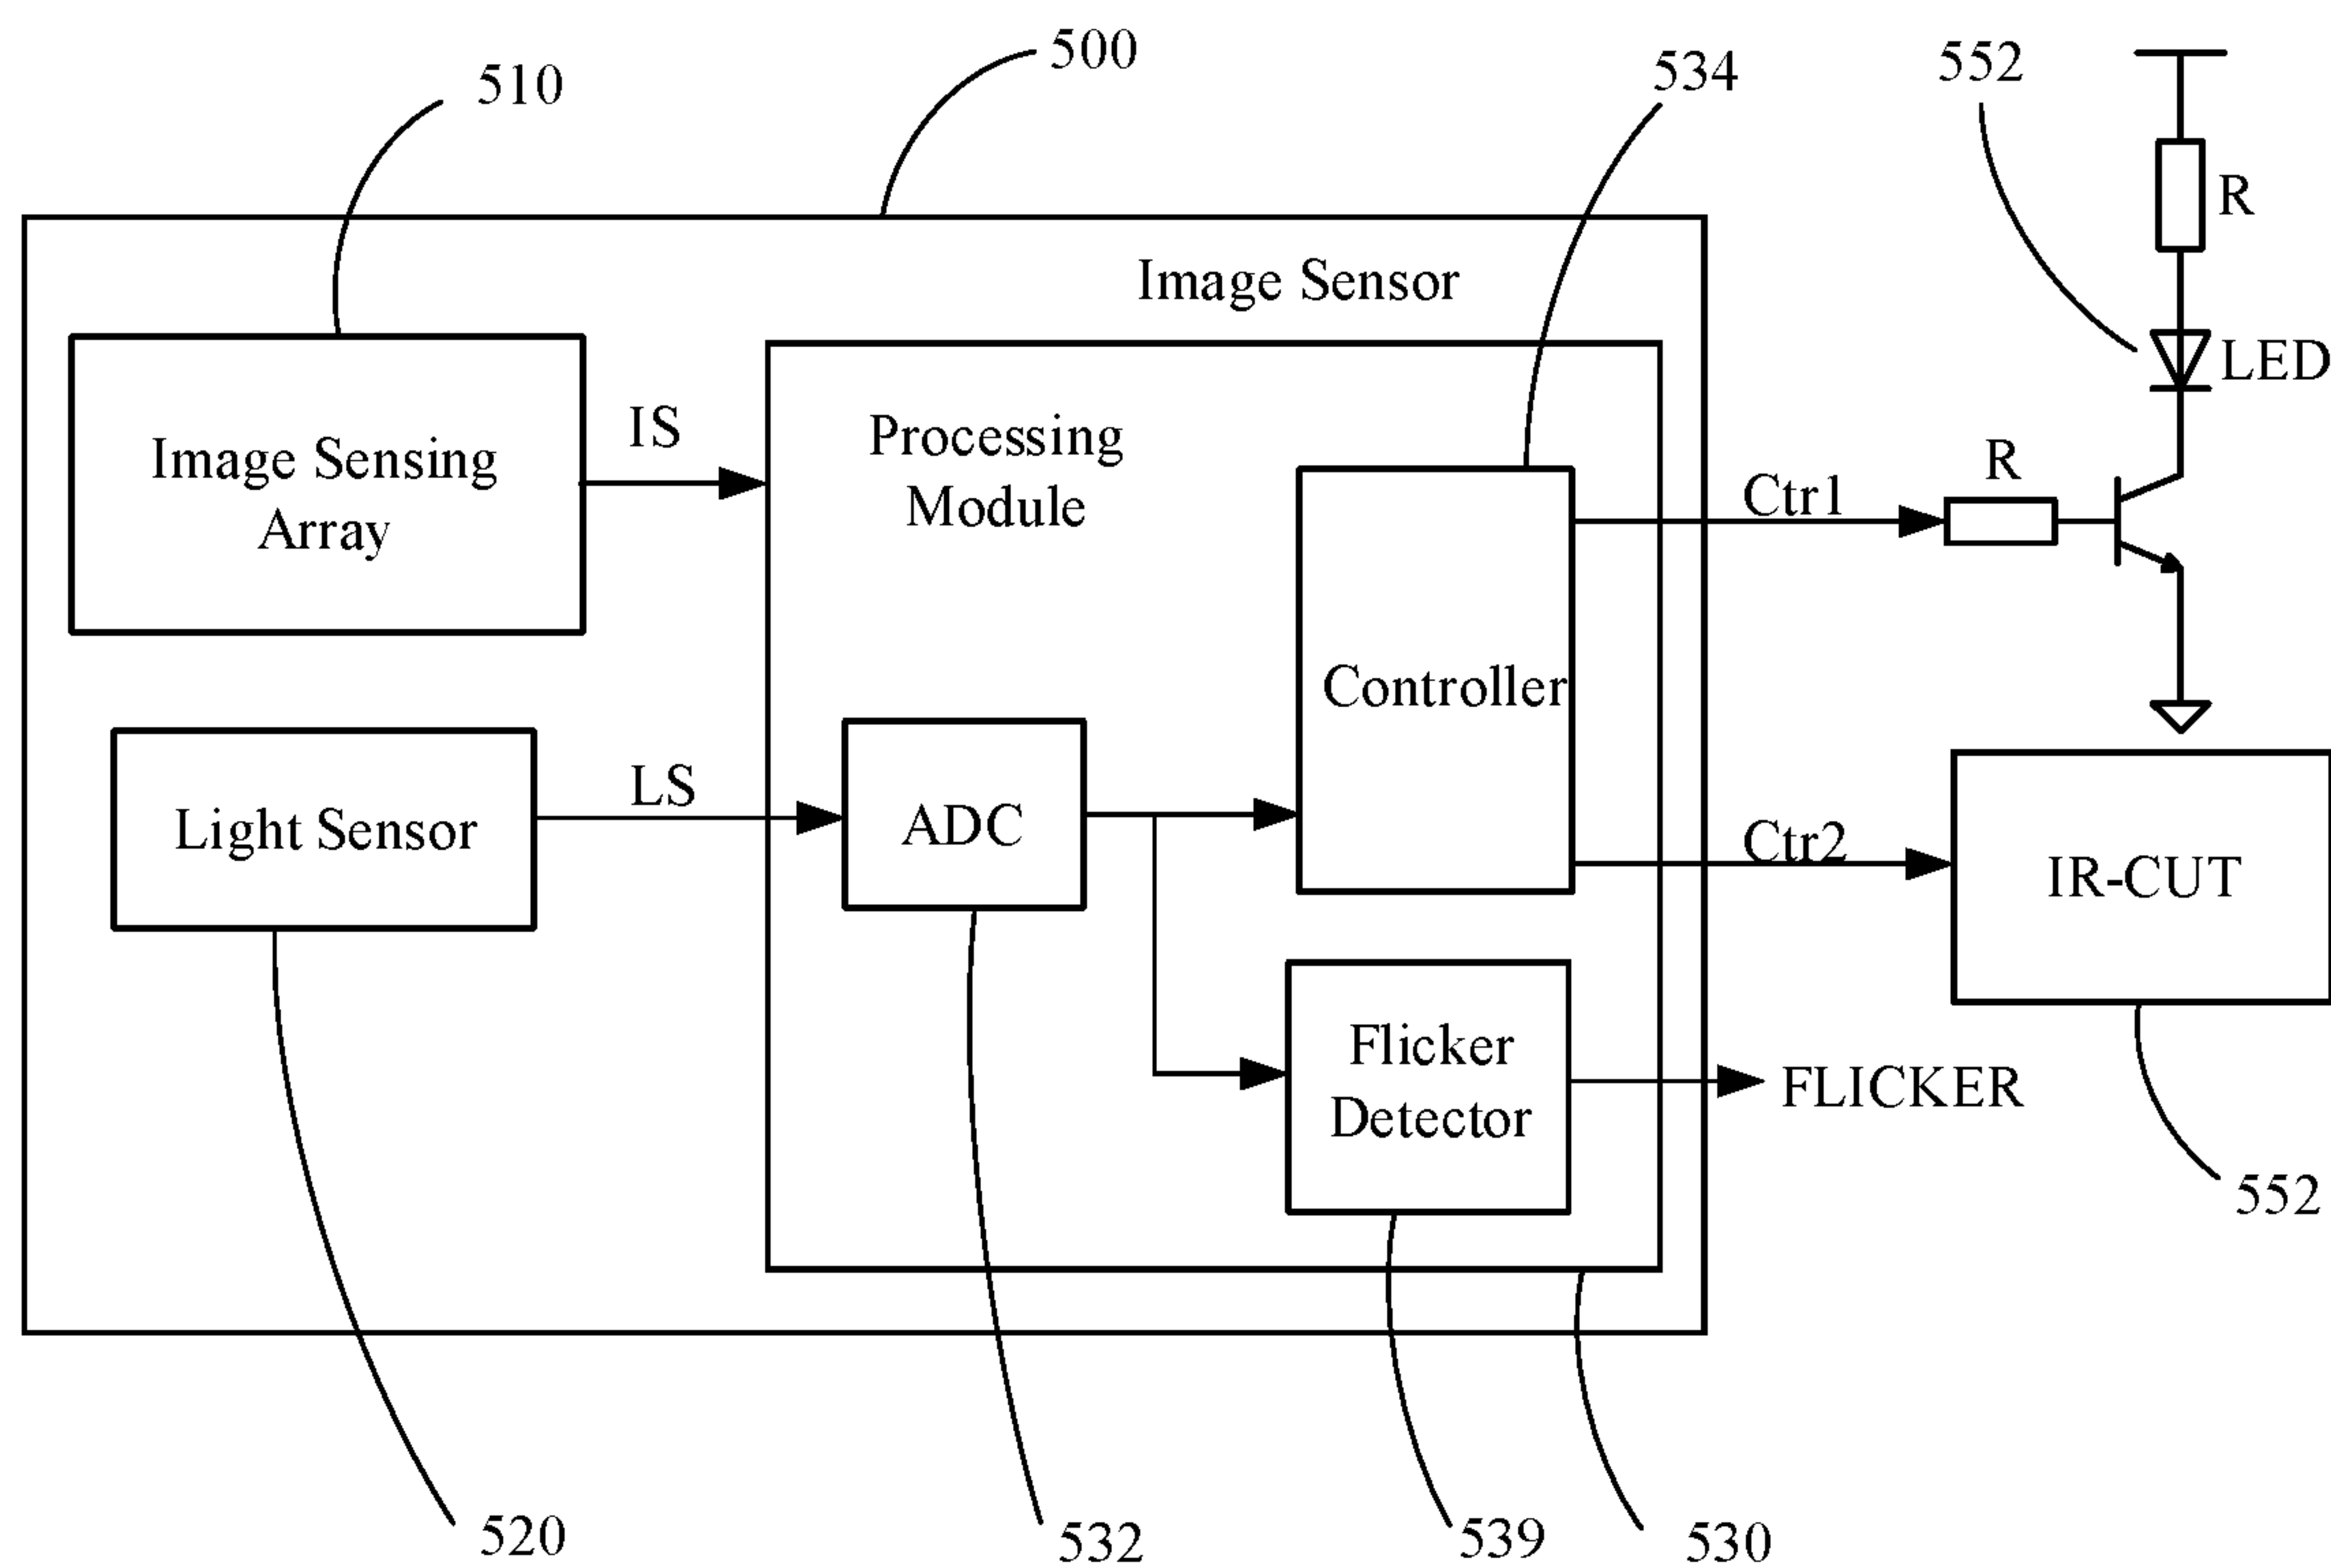 500
552
534
510
R
Image Sensor
LED
IS
Processing
Module
R
Image Sensing
Array
Ctr1
Controller
LS
Light Sensor
ADC
Ctr2
IR-CUT
Flicker
Detector
FLICKER
552
520
532
539
530